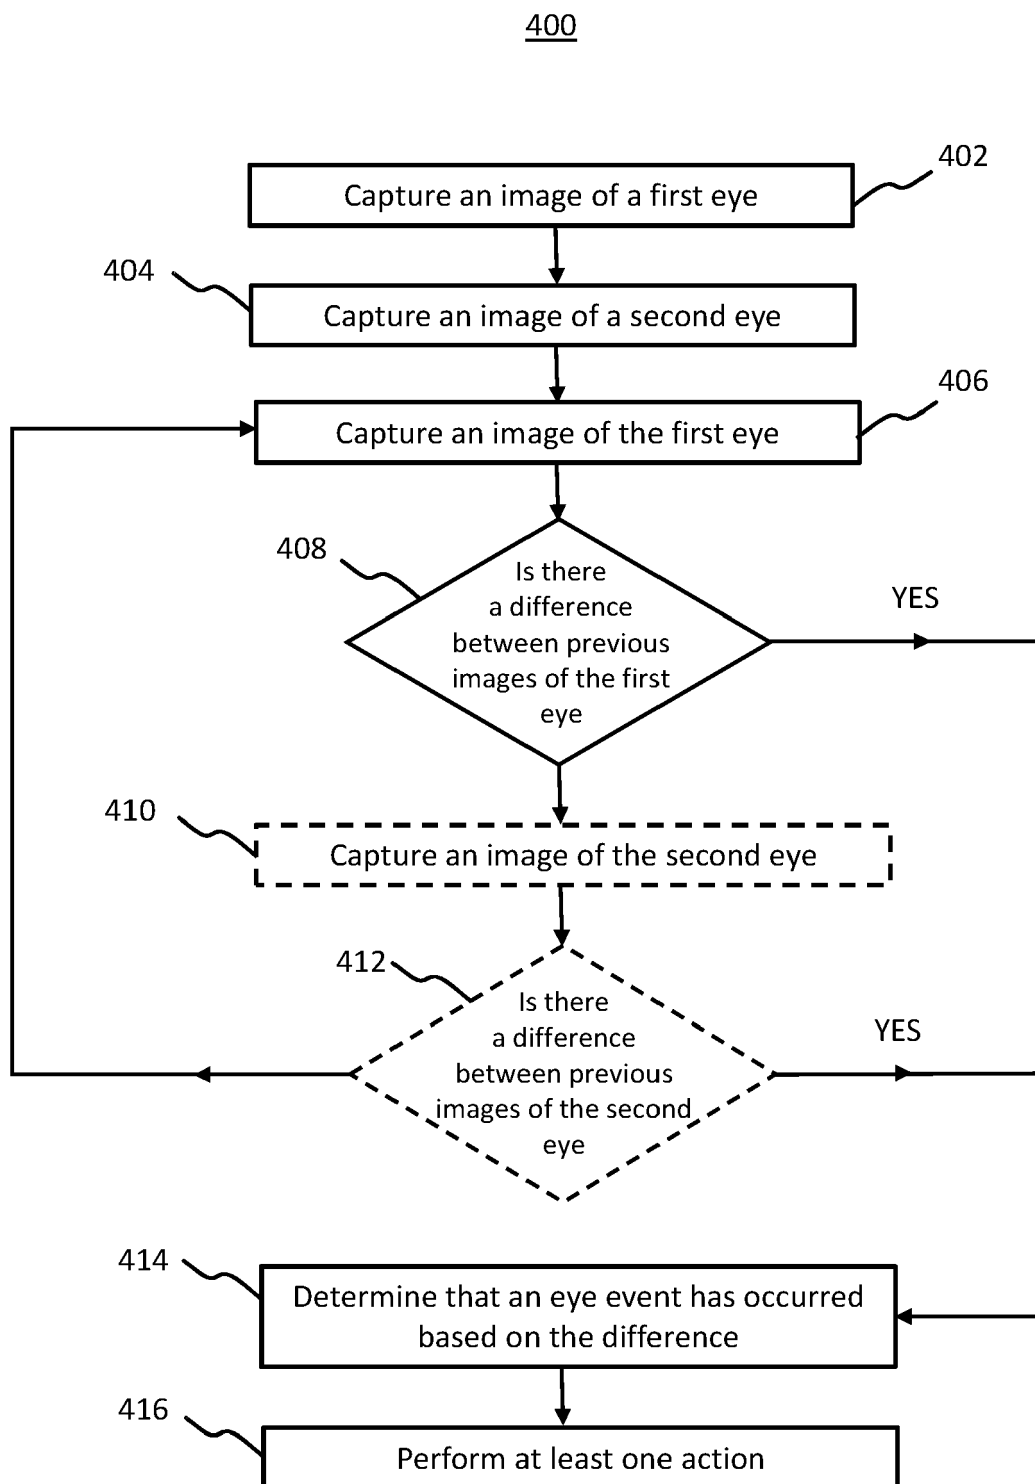 400
402
Capture an image of a first eye
404
Capture an image of a second eye
406
Capture an image of the first eye
408
Is there
a difference
between previous
images of the first
eye
YES
410
Capture an image of the second eye
412
Is there
a difference
between previous
images of the second
eye
YES
414
Determine that an eye event has occurred
based on the difference
416
Perform at least one action